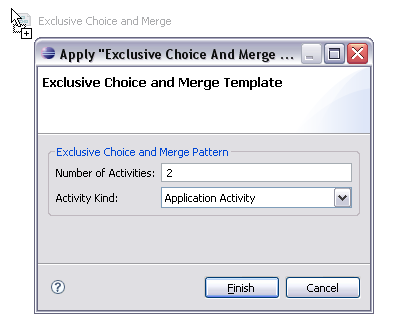 Exclusive Choice and Merge
Apply "Exclusive Choice And Merge ...
Exclusive Choice and Merge Template
Exclusive Choice and Merge Pattern
Number of Activities: 2
Activity Kind: Application Activity
? Finish Cancel